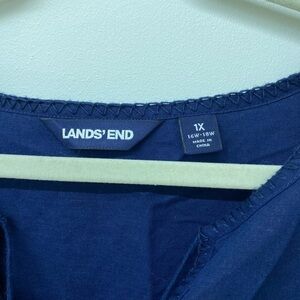 LANDS' END
1X
16W-18W
MADE IN
CHINA